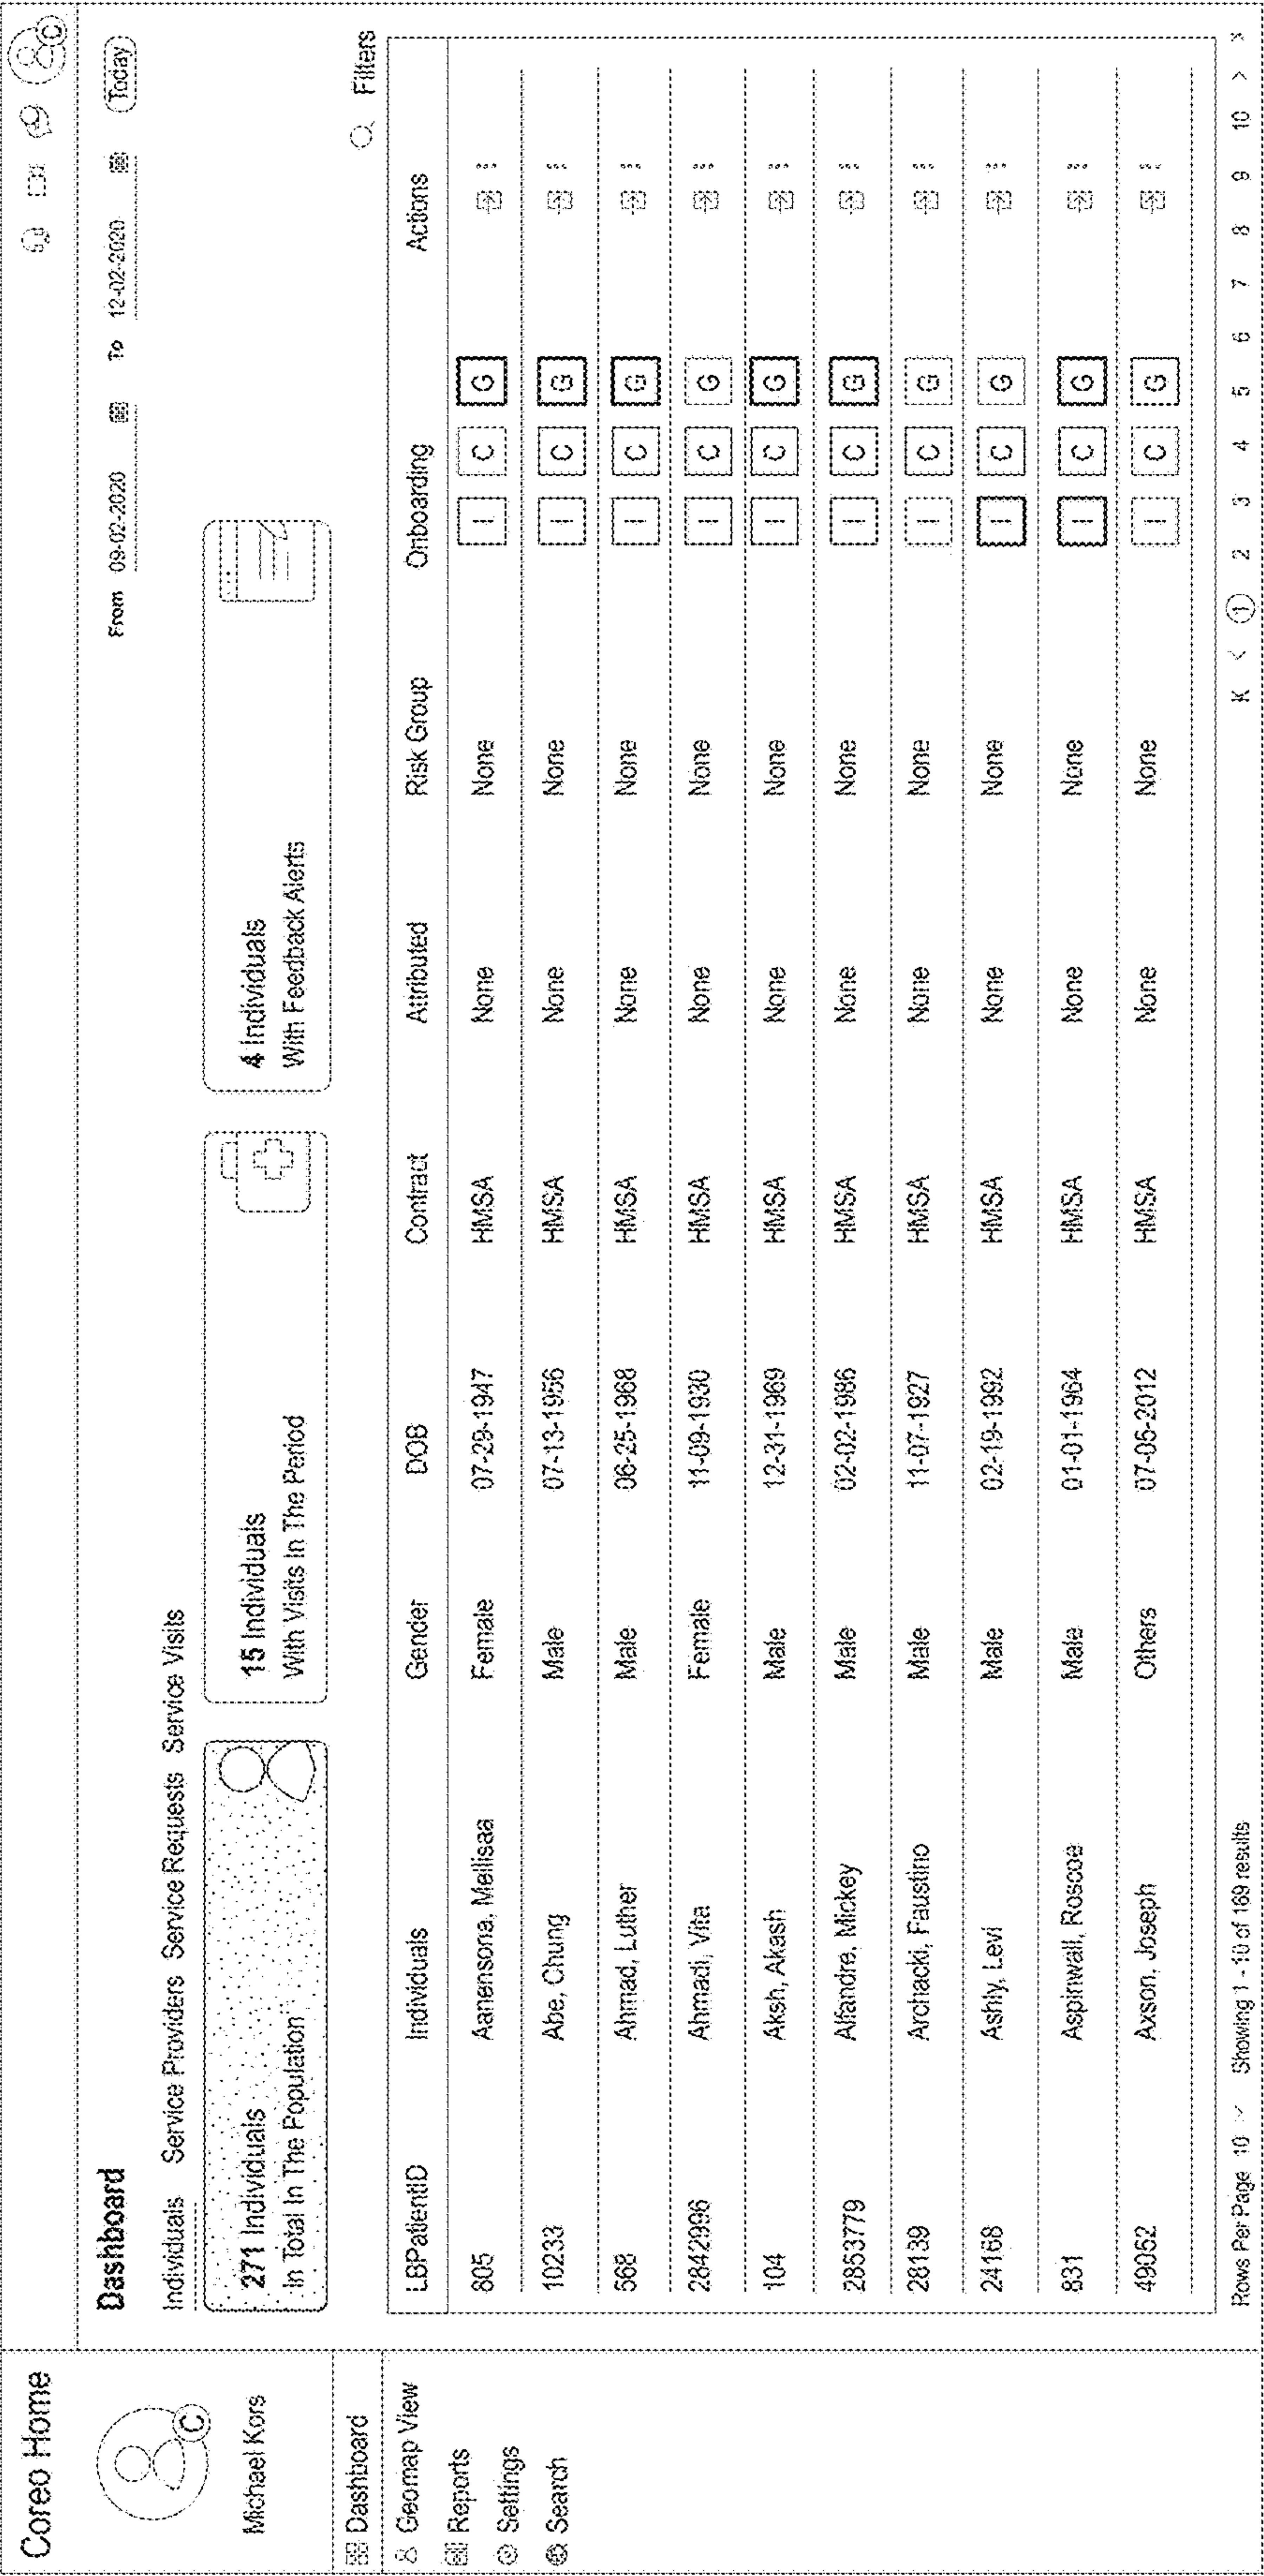 Coreo Home
Michael Kors
Dashboard
Geomap View
Reports
Settings
Search
Dashboard
From 09-02-2020 To 12-02-2020 Today
Individuals Service Providers Service Requests Service Visits
271 Individuals
In Total In The Population
15 Individuals
With Visits In The Period
4 Individuals
With Feedback Alerts
Filters
LBPatientID Individuals Gender DOB Contract Attributed Risk Group Onboarding Actions
805 Aanensona, Mellisaa Female 07-29-1947 HMSA None None I C G
10233 Abe, Chung Male 07-13-1956 HMSA None None I C G
568 Ahmad, Luther Male 06-25-1968 HMSA None None I C G
2842996 Ahmadi, Vita Female 11-09-1930 HMSA None None I C G
104 Aksh, Akash Male 12-31-1969 HMSA None None I C G
2853779 Alfandre, Mickey Male 02-02-1986 HMSA None None I C G
28139 Archacki, Faustino Male 11-07-1927 HMSA None None I C G
24168 Ashly, Levi Male 02-19-1992 HMSA None None I C G
831 Aspinwall, Roscoe Male 01-01-1964 HMSA None None I C G
49052 Axson, Joseph Others 07-05-2012 HMSA None None I C G
Rows Per Page 10 Showing 1 - 10 of 169 results K < 1 2 3 4 5 6 7 8 9 10 >